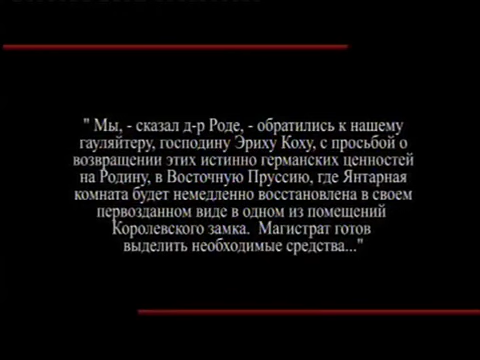 " Мы, - сказал д-р Роде, - обратились к нашему
гауляйтеру, господину Эриху Коху, с просьбой о
возвращении этих истинно германских ценностей
на Родину, в Восточную Пруссию, где Янтарная
комната будет немедленно восстановлена в своем
первозданном виде в одном из помещений
Королевского замка. Магистрат готов
выделить необходимые средства..."